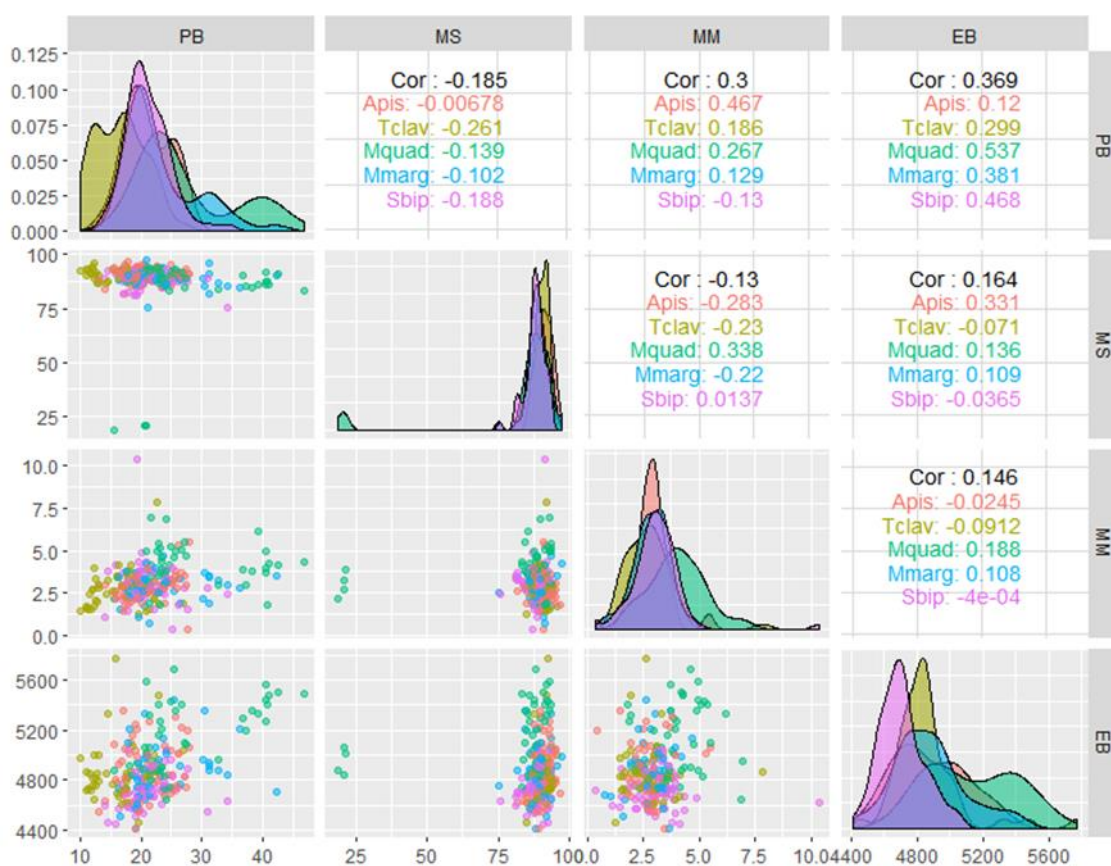 PB MS MM EB
0.125
0.100
0.075
0.050
0.025
0.000
Cor : -0.185
Apis: -0.00678
Tclav: -0.261
Mquad: -0.139
Mmarg: -0.102
Sbip: -0.188
Cor : 0.3
Apis: 0.467
Tclav: 0.186
Mquad: 0.267
Mmarg: 0.129
Sbip: -0.13
Cor : 0.369
Apis: 0.12
Tclav: 0.299
Mquad: 0.537
Mmarg: 0.381
Sbip: 0.468
PB
100
75
50
25
Cor : -0.13
Apis: -0.283
Tclav: -0.23
Mquad: 0.338
Mmarg: -0.22
Sbip: 0.0137
Cor : 0.164
Apis: 0.331
Tclav: -0.071
Mquad: 0.136
Mmarg: 0.109
Sbip: -0.0365
MS
10.0
7.5
5.0
2.5
0.0
Cor : 0.146
Apis: -0.0245
Tclav: -0.0912
Mquad: 0.188
Mmarg: 0.108
Sbip: -4e-04
MM
5600
5200
4800
4400
EB
10 20 30 40 25 50 75 100 0.0 2.5 5.0 7.5 10.0 4400 4800 5200 5600